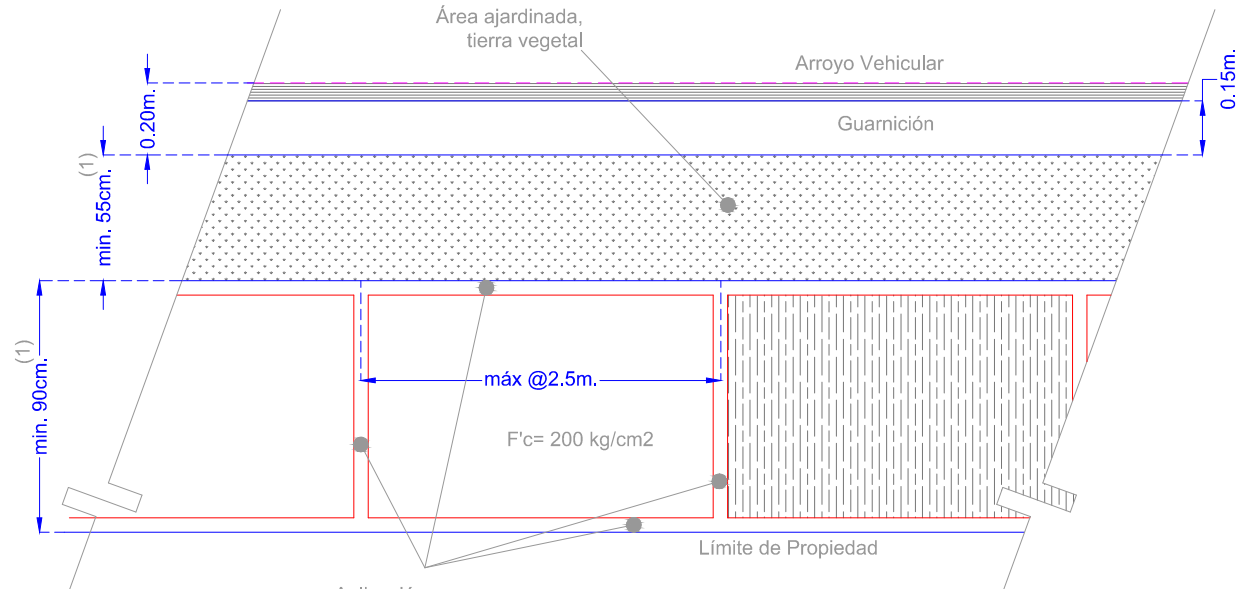 Área ajardinada,
tierra vegetal
Arroyo Vehicular
0.15m.
0.20m.
Guarnición
(1)
min. 55cm.
(1)
min. 90cm.
máx @2.5m.
F'c= 200 kg/cm2
Límite de Propiedad